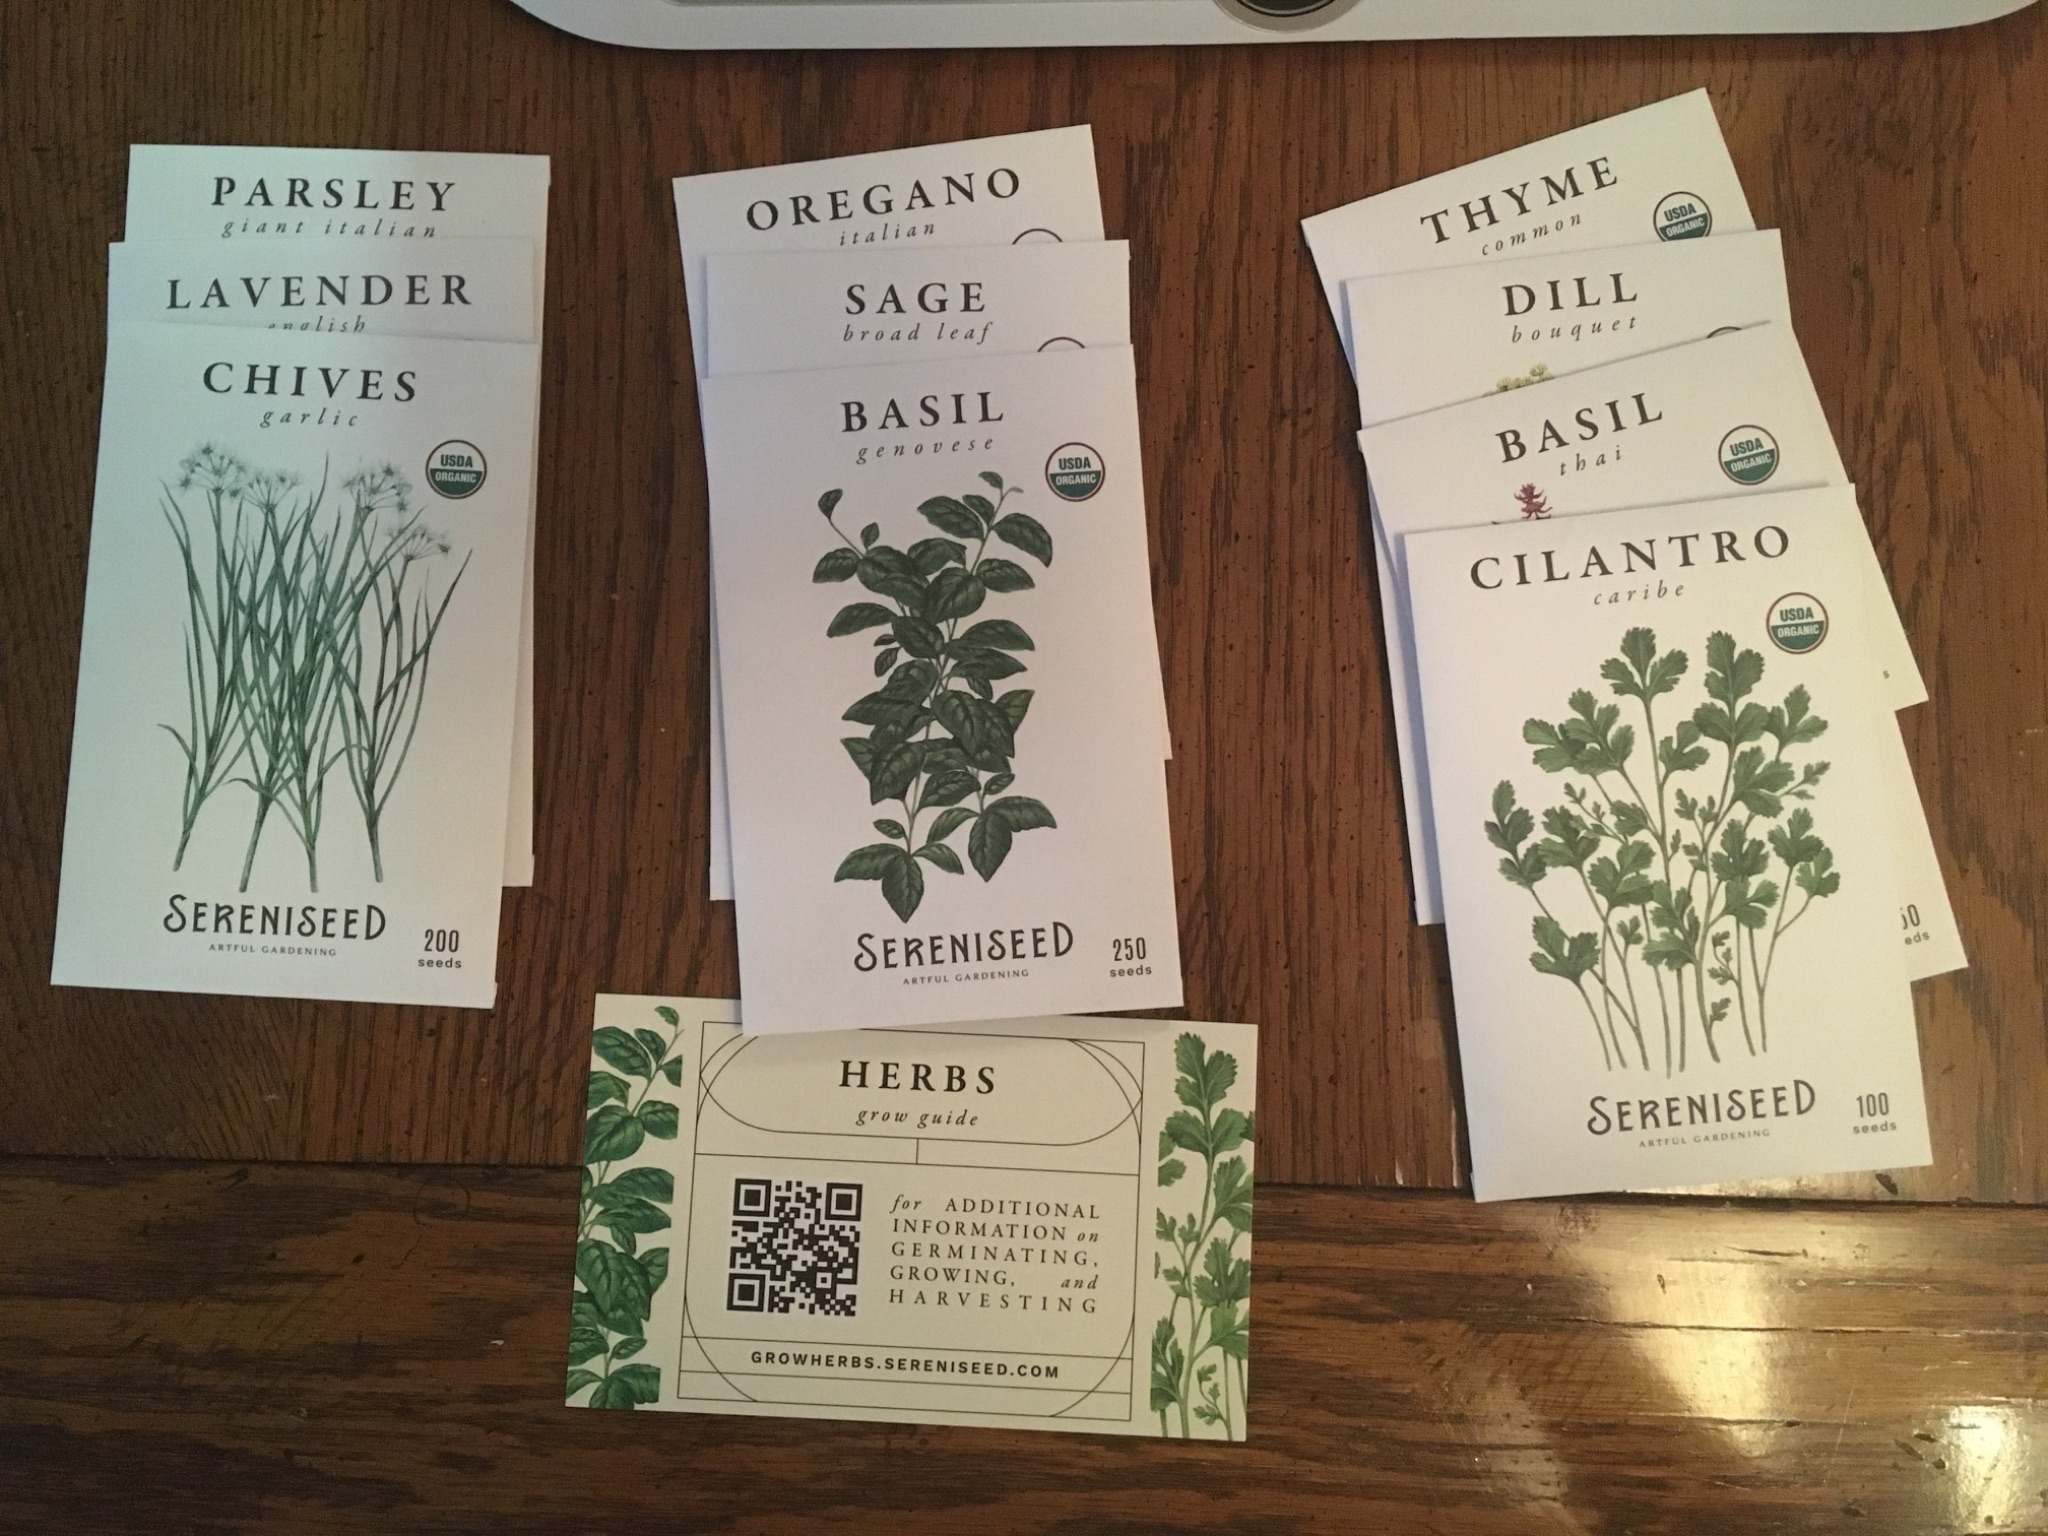 PARSLEY
giant italian
LAVENDER
english
CHIVES
garlic
USDA
ORGANIC
SERENISEED
ARTFUL GARDENING
200
seeds
OREGANO
italian
SAGE
broad leaf
BASIL
genovese
USDA
ORGANIC
SERENISEED
ARTFUL GARDENING
250
seeds
THYME
common
USDA
ORGANIC
DILL
bouquet
BASIL
thai
USDA
ORGANIC
CILANTRO
caribe
USDA
ORGANIC
SERENISEED
ARTFUL GARDENING
100
seeds
HERBS
grow guide
for ADDITIONAL
INFORMATION on
GERMINATING,
GROWING, and
HARVESTING
GROWHERBS.SERENISEED.COM